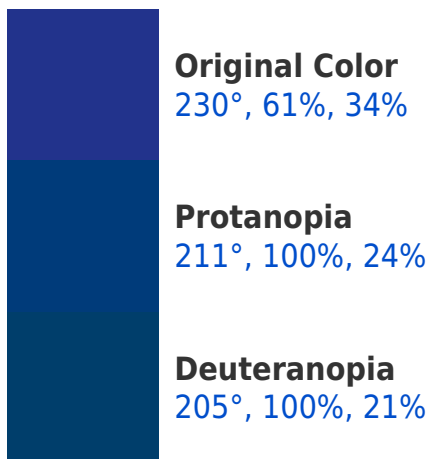 Original Color
230°, 61%, 34%
Protanopia
211°, 100%, 24%
Deuteranopia
205°, 100%, 21%